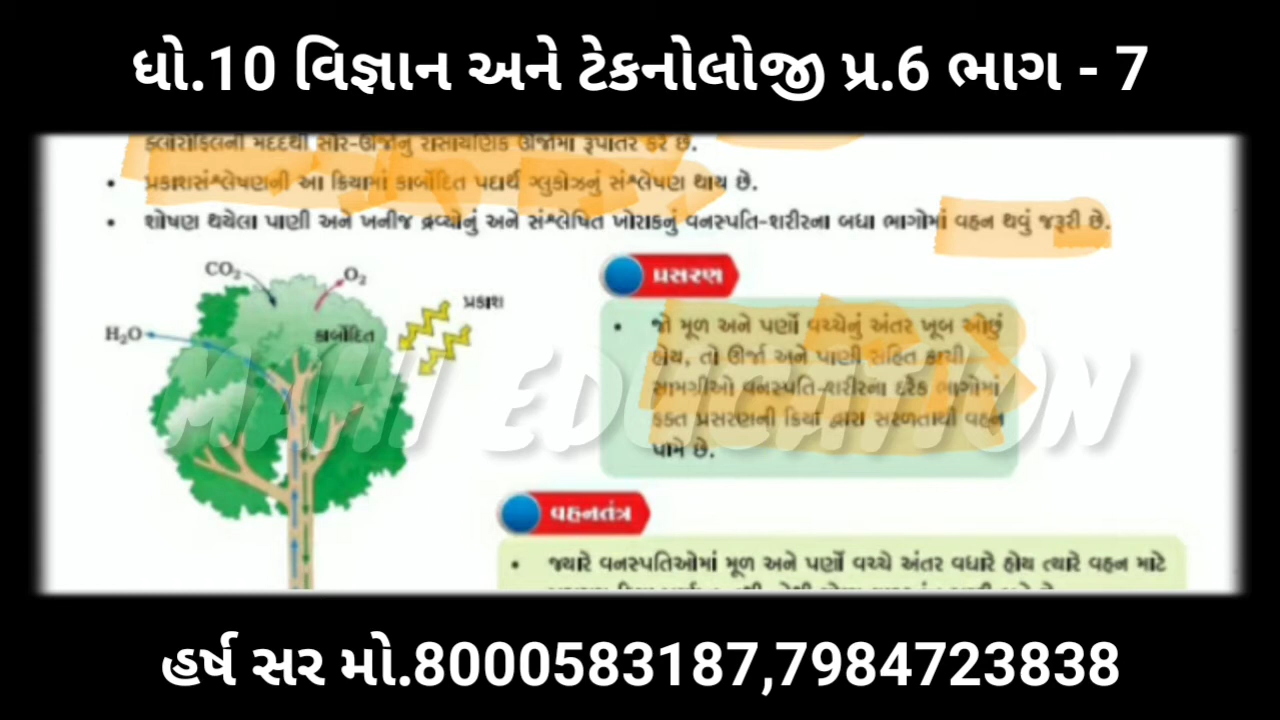 ધો.10 વિજ્ઞાન અને ટેકનોલોજી પ્ર.6 ભાગ - 7
ક્લોરોફિલની મદદથી સૌર-ઊર્જાનું રાસાયણિક ઊર્જામાં રૂપાંતર કરે છે.
• પ્રકાશસંશ્લેષણની આ ક્રિયામાં કાર્બોદિત પદાર્થ ગ્લુકોઝનું સંશ્લેષણ થાય છે.
• શોષણ થયેલા પાણી અને ખનીજ દ્રવ્યોનું અને સંશ્લેષિત ખોરાકનું વનસ્પતિ-શરીરના બધા ભાગોમાં વહન થવું જરૂરી છે.
CO₂
O₂
પ્રકાશ
H₂O
કાર્બોદિત
પ્રસરણ
• જો મૂળ અને પર્ણો વચ્ચેનું અંતર ખૂબ ઓછું
હોય, તો ઊર્જા અને પાણી સહિત કાચી
સામગ્રીઓ વનસ્પતિ-શરીરના દરેક ભાગોમાં
ફક્ત પ્રસરણની ક્રિયા દ્વારા સરળતાથી વહન
પામે છે.
MAHI EDUCATION
વહનતંત્ર
• જ્યારે વનસ્પતિઓમાં મૂળ અને પર્ણો વચ્ચે અંતર વધારે હોય ત્યારે વહન માટે
હર્ષ સર મો.8000583187,7984723838